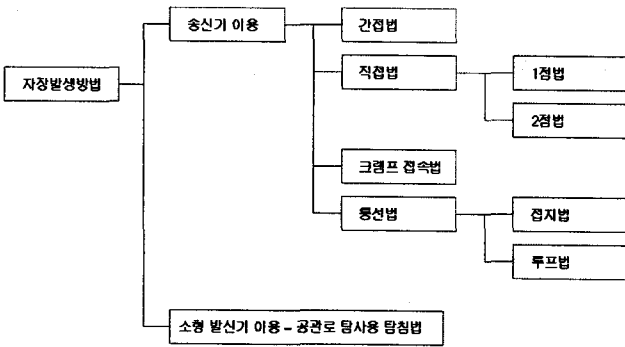 송신기 이용
간접법
자장발생방법
직접법
1점법
2점법
크램프 접속법
통선법
접지법
루프법
소형 발신기 이용 – 공관로 탐사용 탐침법